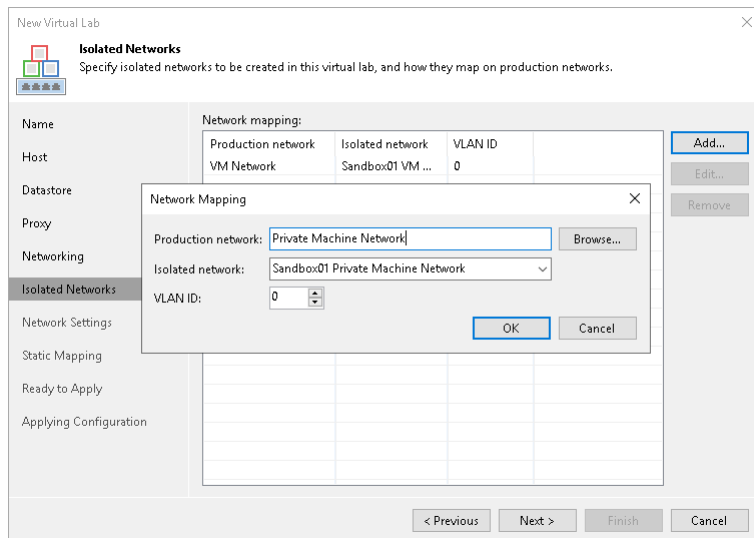 New Virtual Lab
Isolated Networks
Specify isolated networks to be created in this virtual lab, and how they map on production networks.
Name
Host
Datastore
Proxy
Networking
Isolated Networks
Network Settings
Static Mapping
Ready to Apply
Applying Configuration
Network mapping:
Production network Isolated network VLAN ID
VM Network Sandbox01 VM ... 0
Add...
Edit...
Remove
Network Mapping
Production network: Private Machine Network Browse...
Isolated network: Sandbox01 Private Machine Network
VLAN ID: 0
OK Cancel
< Previous Next > Finish Cancel